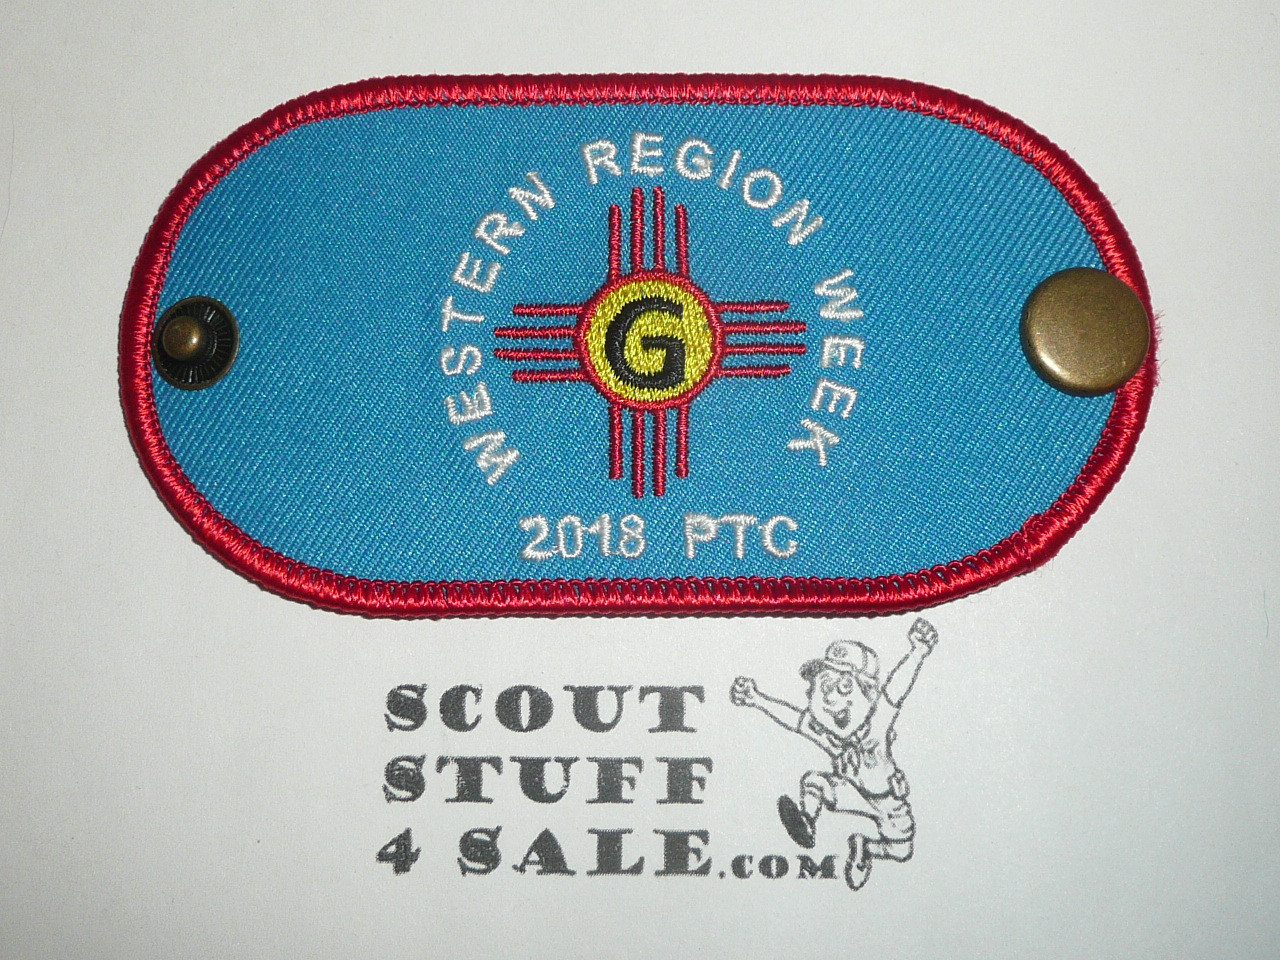 WESTERN REGION WEEK
G
2018 PTC
SCOUT
STUFF
4 SALE.COM